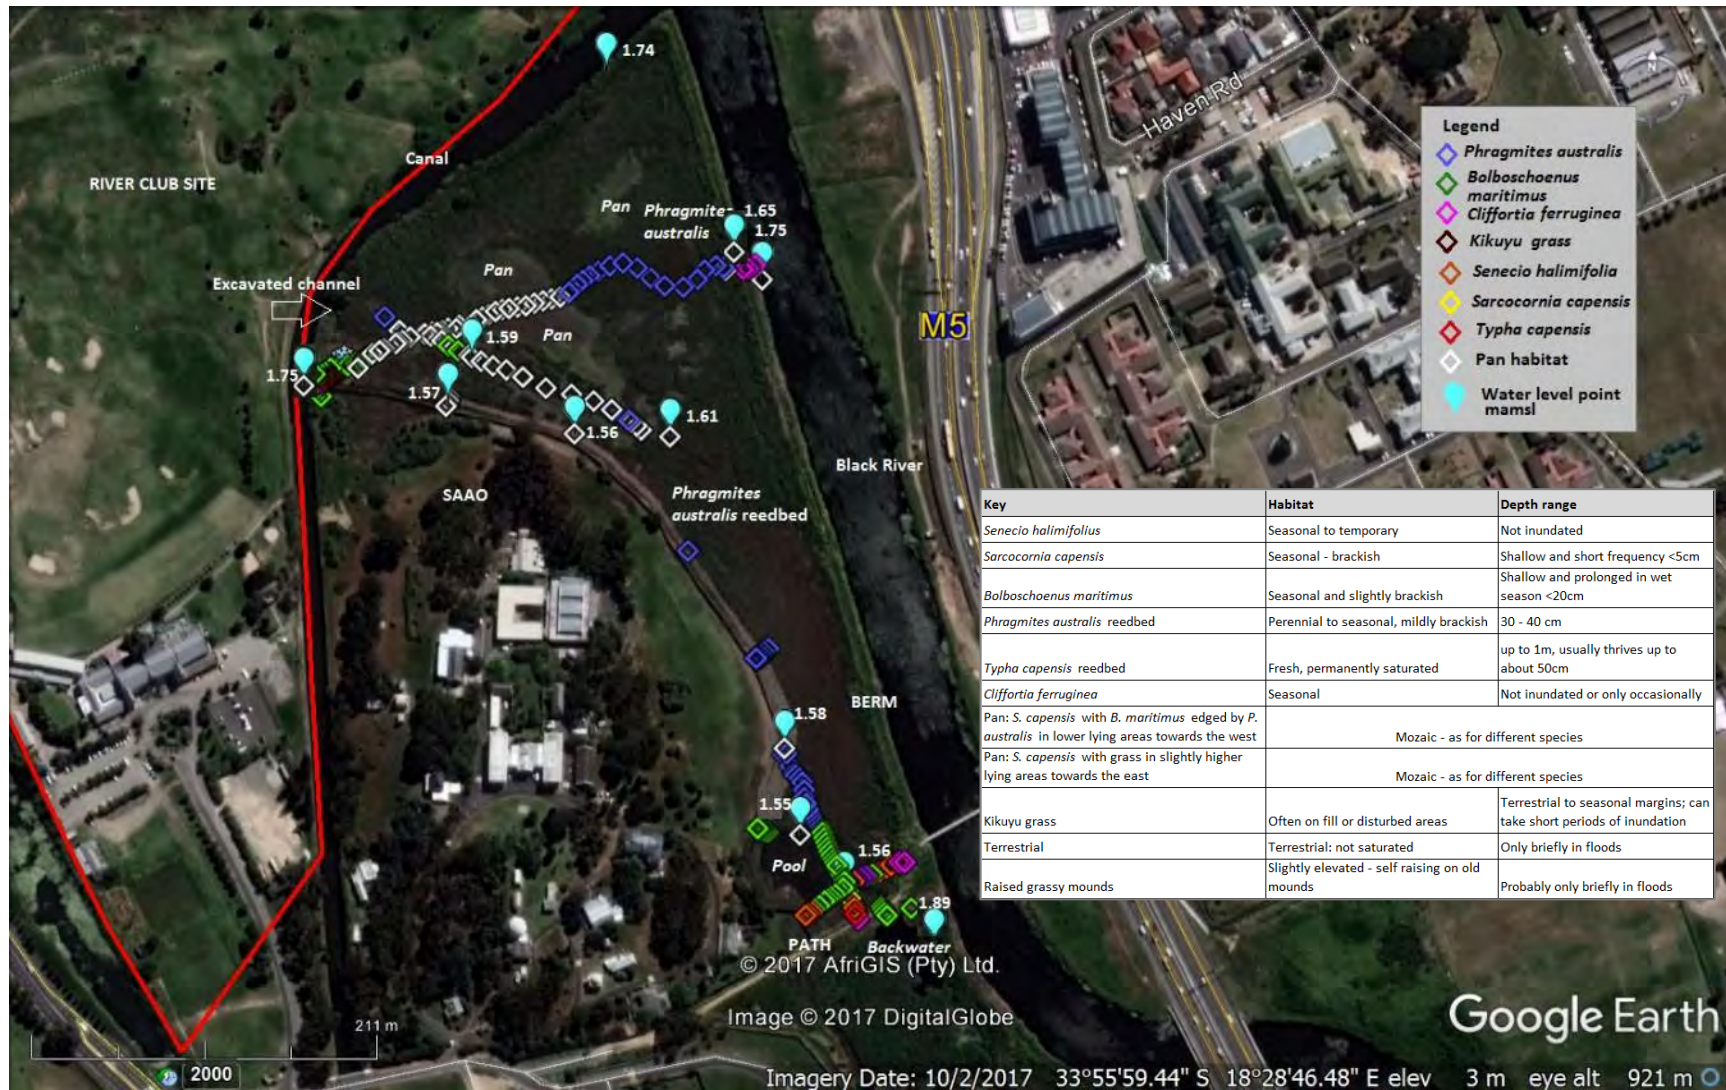 1.74
Haven Rd
N
Canal
RIVER CLUB SITE
Legend
Phragmites australis
Bolboschoenus
maritimus
Cliffortia ferruginea
Kikuyu grass
Senecio halimifolia
Sarcocornia capensis
Typha capensis
Pan habitat
Water level point
mamsl
Pan
Phragmites
australis
1.65
1.75
Pan
Excavated channel
Pan
M5
1.59
1.75
1.57
1.56
1.61
Black River
SAAO
Phragmites
australis reedbed
Key Habitat Depth range
Senecio halimifolius Seasonal to temporary Not inundated
Sarcocornia capensis Seasonal - brackish Shallow and short frequency <5cm
Bolboschoenus maritimus Seasonal and slightly brackish Shallow and prolonged in wet
season <20cm
Phragmites australis reedbed Perennial to seasonal, mildly brackish 30 - 40 cm
Typha capensis reedbed Fresh, permanently saturated up to 1m, usually thrives up to
about 50cm
Cliffortia ferruginea Seasonal Not inundated or only occasionally
Pan: S. capensis with B. maritimus edged by P.
australis in lower lying areas towards the west Mozaic - as for different species
Pan: S. capensis with grass in slightly higher
lying areas towards the east Mozaic - as for different species
Kikuyu grass Often on fill or disturbed areas Terrestrial to seasonal margins; can
take short periods of inundation
Terrestrial Terrestrial: not saturated Only briefly in floods
Raised grassy mounds Slightly elevated - self raising on old
mounds Probably only briefly in floods
BERM
1.58
1.55
Pool
1.56
1.89
PATH
Backwater
© 2017 AfriGIS (Pty) Ltd.
Image © 2017 DigitalGlobe
Google Earth
211 m
2000
Imagery Date: 10/2/2017 33°55'59.44" S 18°28'46.48" E elev 3 m eye alt 921 m